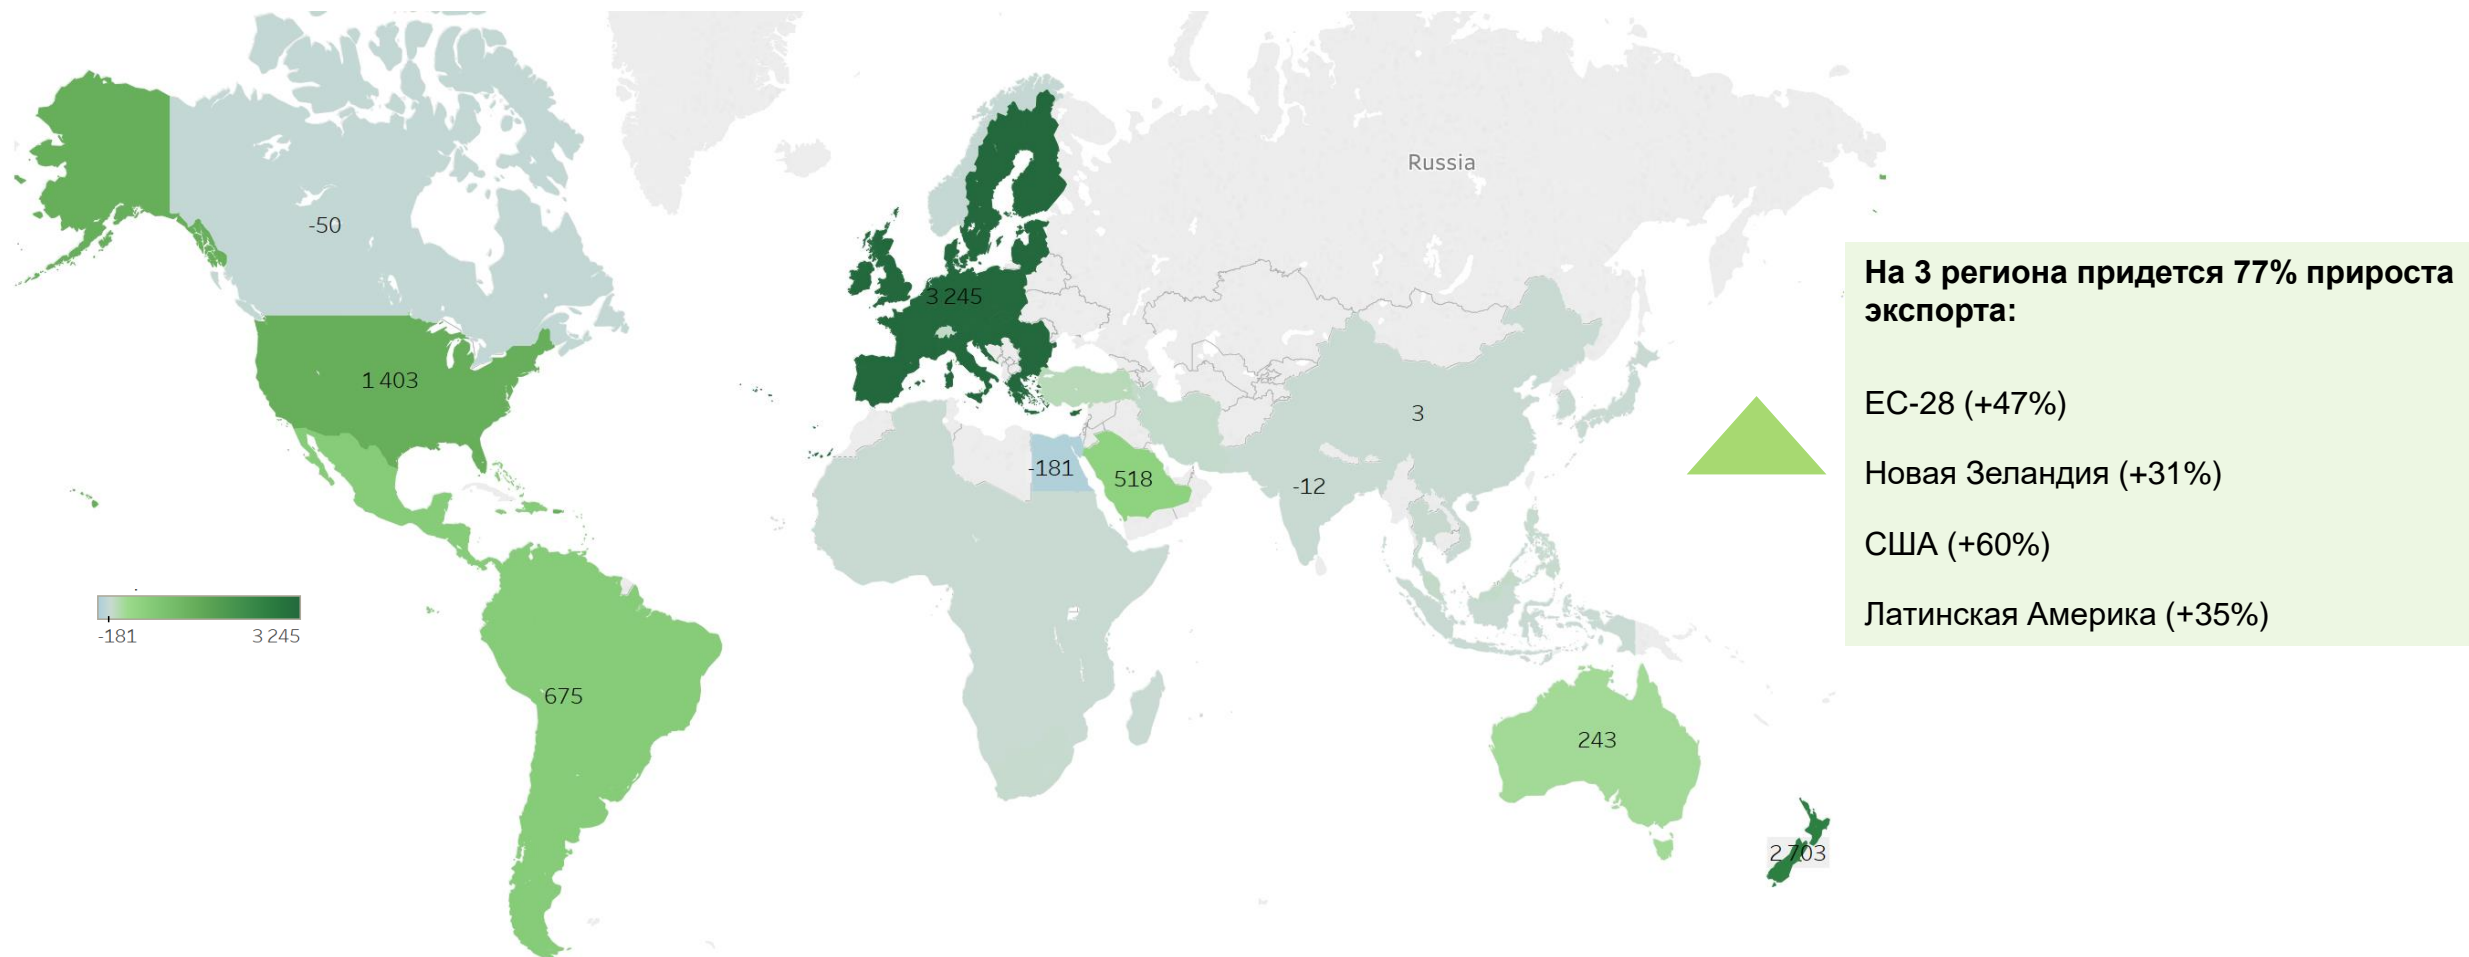 Russia
-50
3 245
1 403
3
-181
518
-12
-181
3 245
675
243
2 703
На 3 региона придется 77% прироста
экспорта:
ЕС-28 (+47%)
Новая Зеландия (+31%)
США (+60%)
Латинская Америка (+35%)